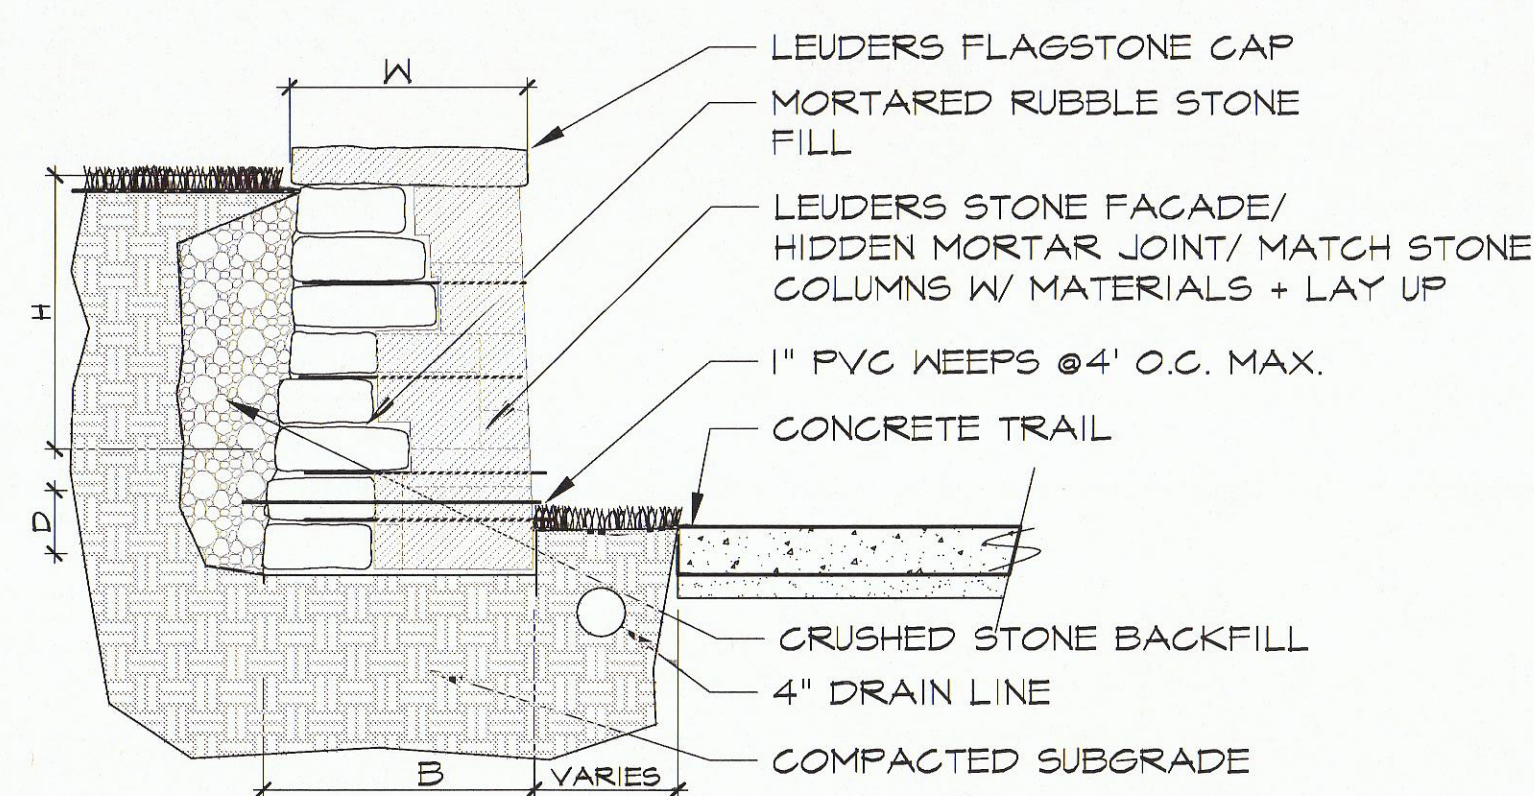 W
LEUDERS FLAGSTONE CAP
MORTARED RUBBLE STONE
FILL
LEUDERS STONE FACADE/
HIDDEN MORTAR JOINT/ MATCH STONE
COLUMNS W/ MATERIALS + LAY UP
H
1" PVC WEEPS @4' O.C. MAX.
CONCRETE TRAIL
D
CRUSHED STONE BACKFILL
4" DRAIN LINE
COMPACTED SUBGRADE
B
VARIES